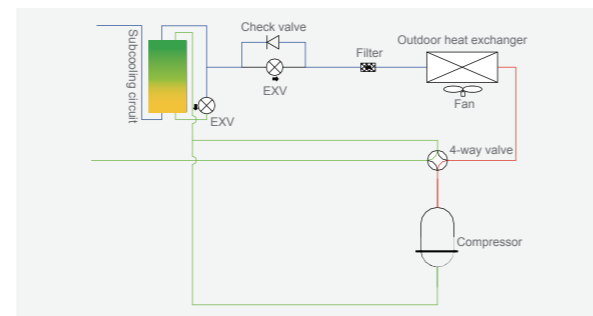 Check valve
Subcooling circuit
Filter
Outdoor heat exchanger
EXV
Fan
EXV
4-way valve
Compressor